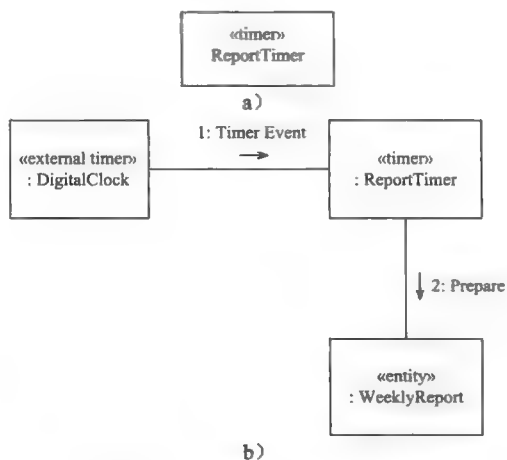 «timer»
ReportTimer
a)
1: Timer Event
«external timer»
: DigitalClock
«timer»
: ReportTimer
2: Prepare
«entity»
: WeeklyReport
b)